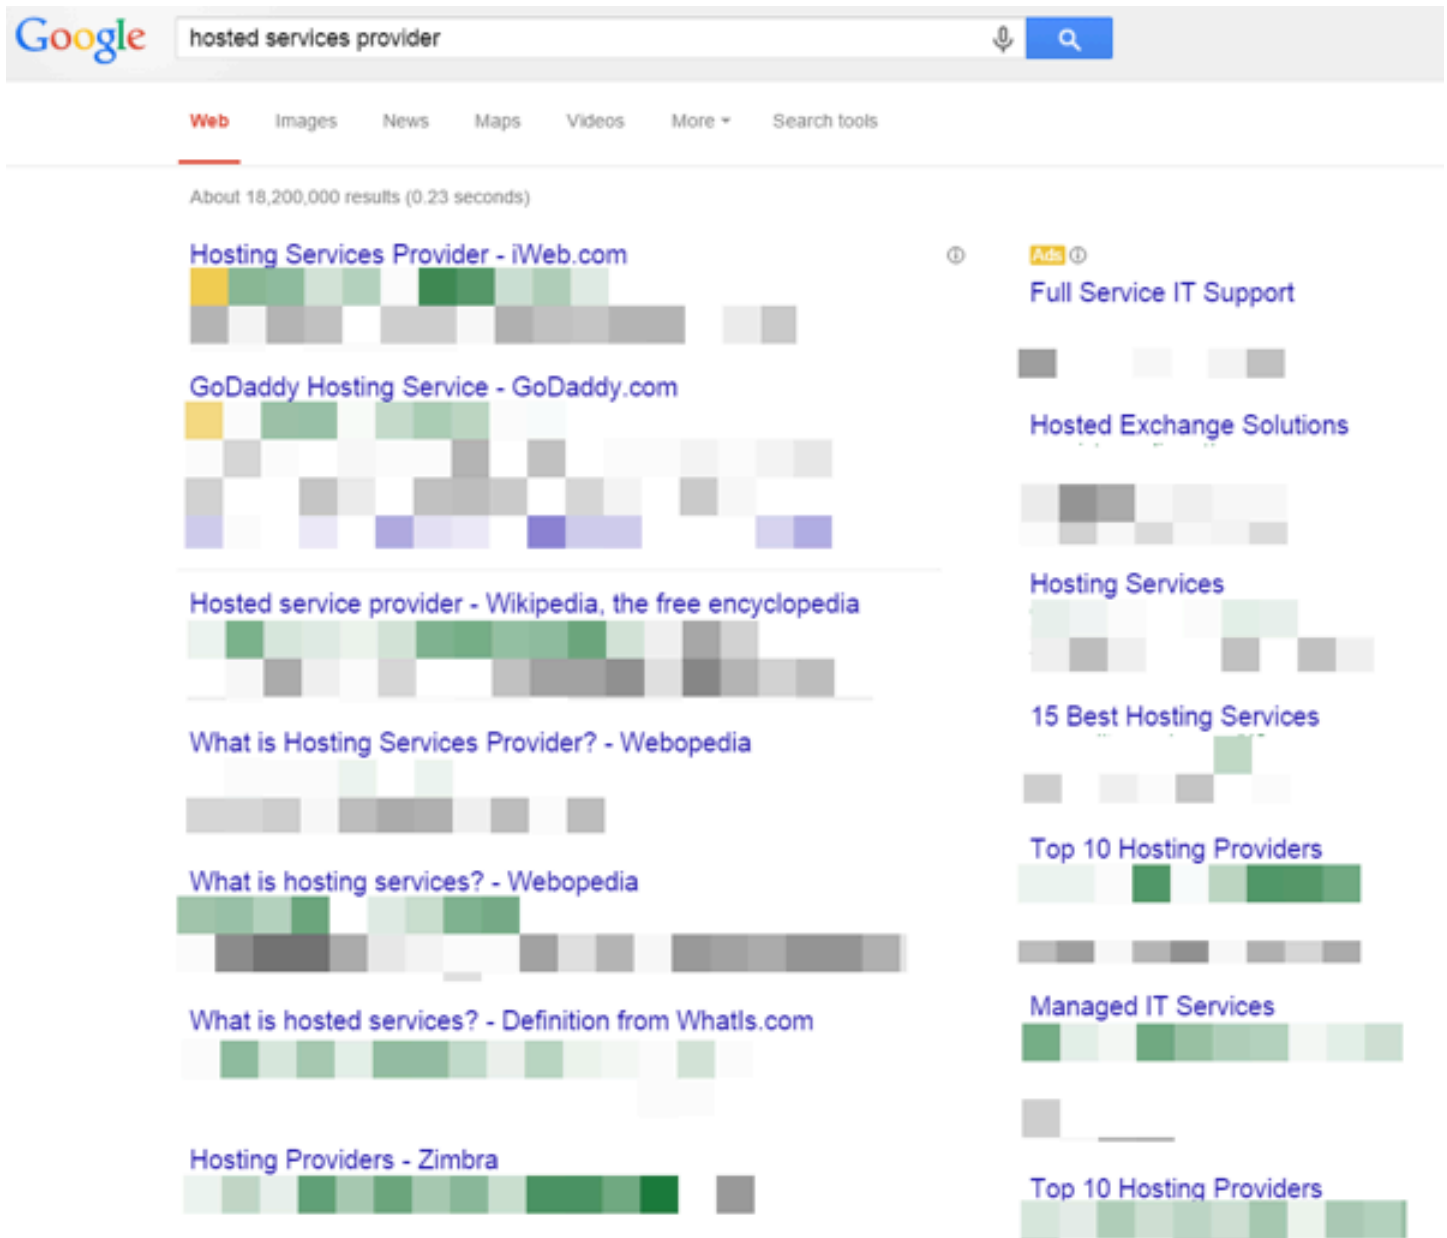 Google
hosted services provider
Web Images News Maps Videos More Search tools
About 18,200,000 results (0.23 seconds)
Hosting Services Provider - iWeb.com
GoDaddy Hosting Service - GoDaddy.com
Hosted service provider - Wikipedia, the free encyclopedia
What is Hosting Services Provider? - Webopedia
What is hosting services? - Webopedia
What is hosted services? - Definition from WhatIs.com
Hosting Providers - Zimbra
Ads
Full Service IT Support
Hosted Exchange Solutions
Hosting Services
15 Best Hosting Services
Top 10 Hosting Providers
Managed IT Services
Top 10 Hosting Providers